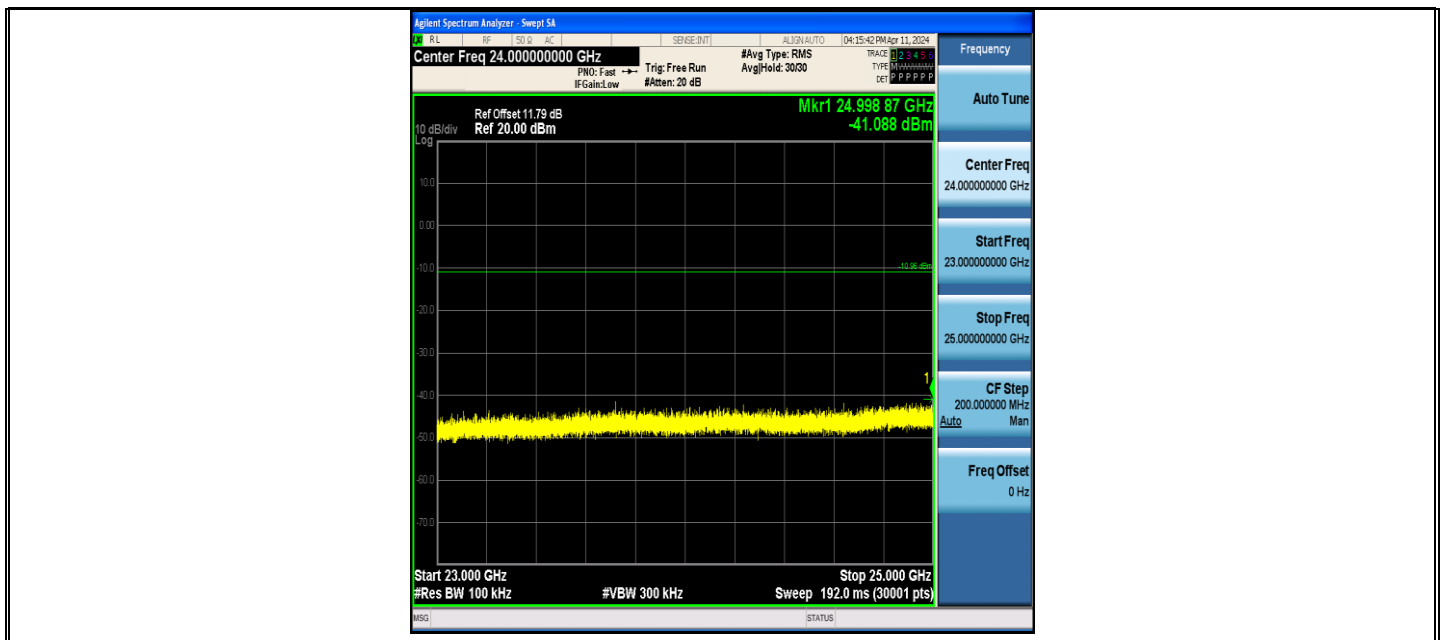 Agilent Spectrum Analyzer - Swept SA
RL RF 50 Ω AC SENSE:INT ALIGN AUTO 04:15:42 PM Apr 11, 2024
Center Freq 24.000000000 GHz
PNO: Fast
IFGain:Low
Trig: Free Run
#Atten: 20 dB
#Avg Type: RMS
Avg|Hold: 30/30
TRACE 1 2 3 4 5 6
TYPE
DET P P P P P P
Frequency
Mkr1 24.998 87 GHz
-41.088 dBm
Ref Offset 11.79 dB
10 dB/div Ref 20.00 dBm
Log
10.0
0.00
-10.0
-10.96 dBm
-20.0
-30.0
1
-40.0
-50.0
-60.0
-70.0
Start 23.000 GHz Stop 25.000 GHz
#Res BW 100 kHz #VBW 300 kHz Sweep 192.0 ms (30001 pts)
Auto Tune
Center Freq
24.000000000 GHz
Start Freq
23.000000000 GHz
Stop Freq
25.000000000 GHz
CF Step
200.000000 MHz
Auto Man
Freq Offset
0 Hz
MSG STATUS